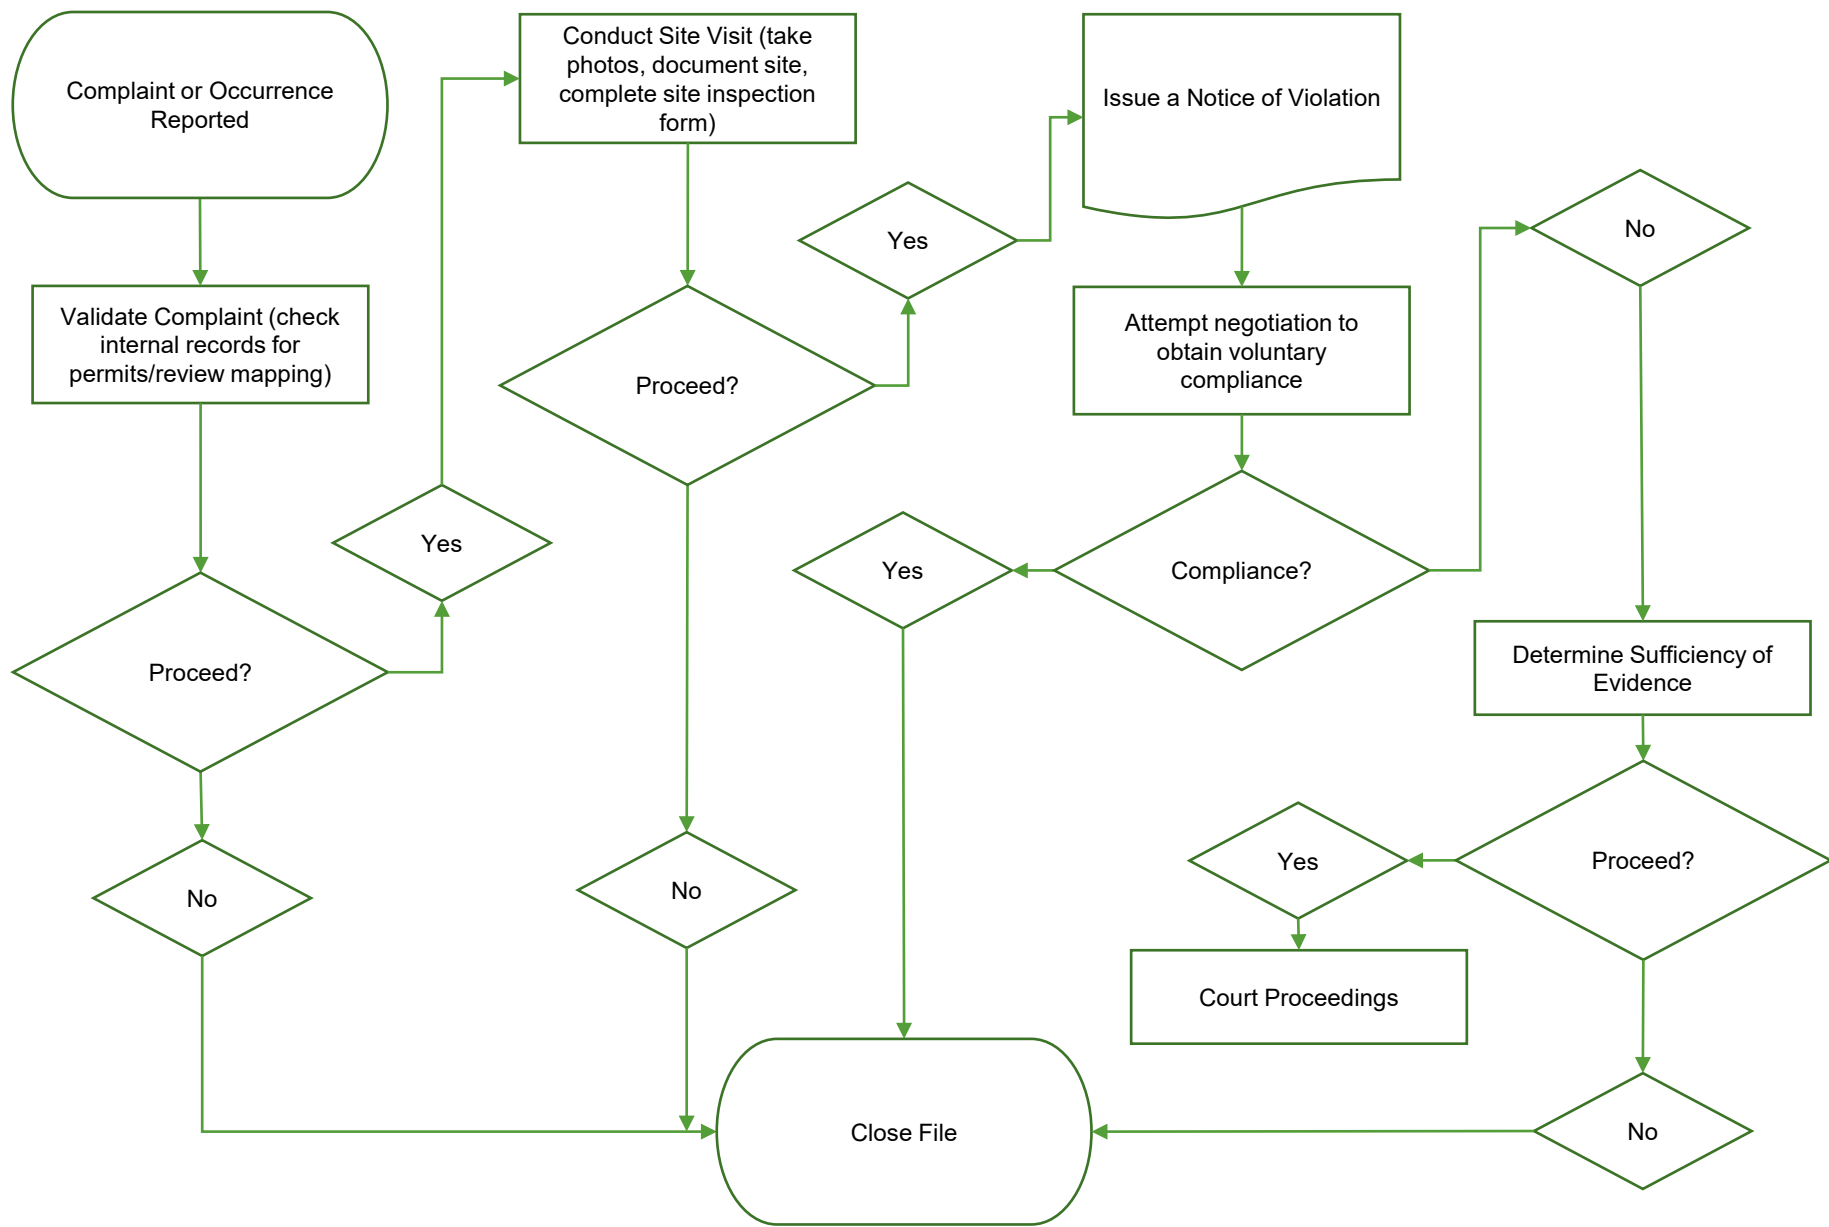 Complaint or Occurrence
Reported
Validate Complaint (check
internal records for
permits/review mapping)
Proceed?
No
Yes
Conduct Site Visit (take
photos, document site,
complete site inspection
form)
Proceed?
No
Yes
Issue a Notice of Violation
Attempt negotiation to
obtain voluntary
compliance
Compliance?
Yes
No
Determine Sufficiency of
Evidence
Proceed?
Yes
Court Proceedings
No
Close File